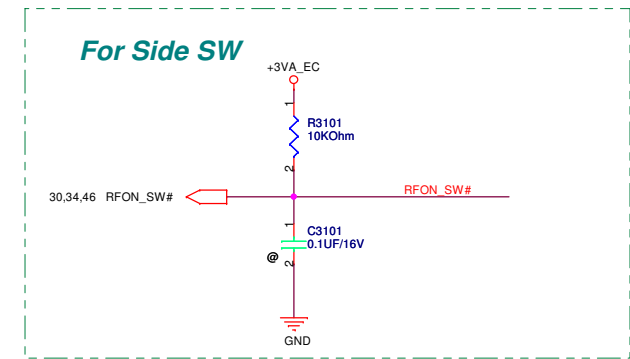 For Side SW
+3VA_EC
1
R3101
10KOhm
2
30,34,46 RFON_SW#
RFON_SW#
1
C3101
0.1UF/16V
@
2
GND